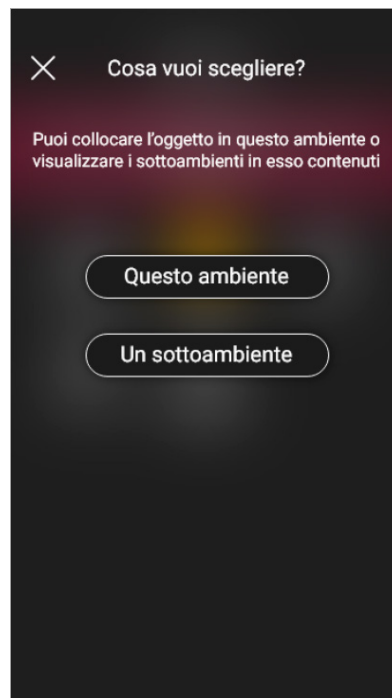 Cosa vuoi scegliere?
Puoi collocare l'oggetto in questo ambiente o
visualizzare i sottoambienti in esso contenuti
Questo ambiente
Un sottoambiente